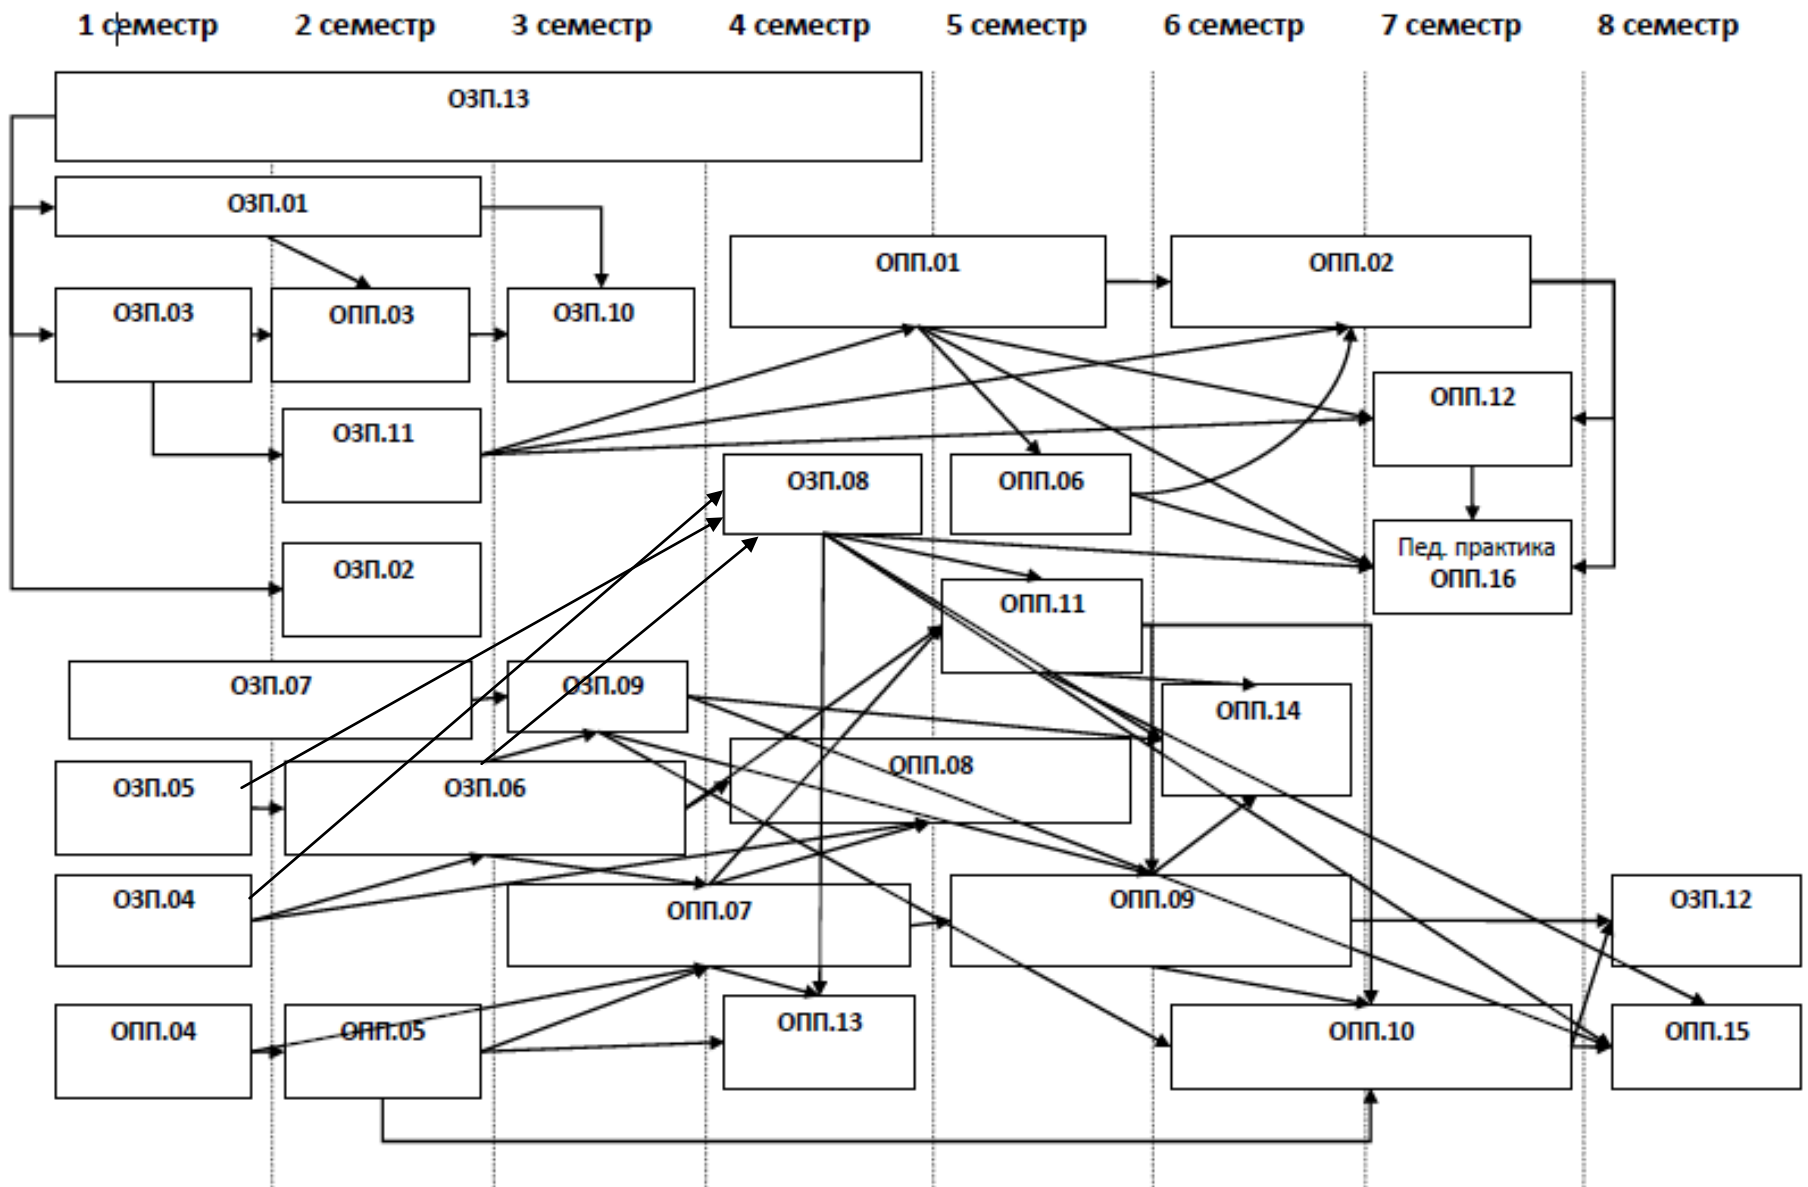 1 семестр
2 семестр
3 семестр
4 семестр
5 семестр
6 семестр
7 семестр
8 семестр
ОЗП.13
ОЗП.01
ОПП.01
ОПП.02
ОЗП.03
ОПП.03
ОЗП.10
ОПП.12
ОЗП.11
ОЗП.08
ОПП.06
Пед. практика
ОПП.16
ОЗП.02
ОПП.11
ОЗП.07
ОЗП.09
ОПП.14
ОЗП.05
ОЗП.06
ОПП.08
ОЗП.04
ОПП.07
ОПП.09
ОЗП.12
ОПП.04
ОПП.05
ОПП.13
ОПП.10
ОПП.15